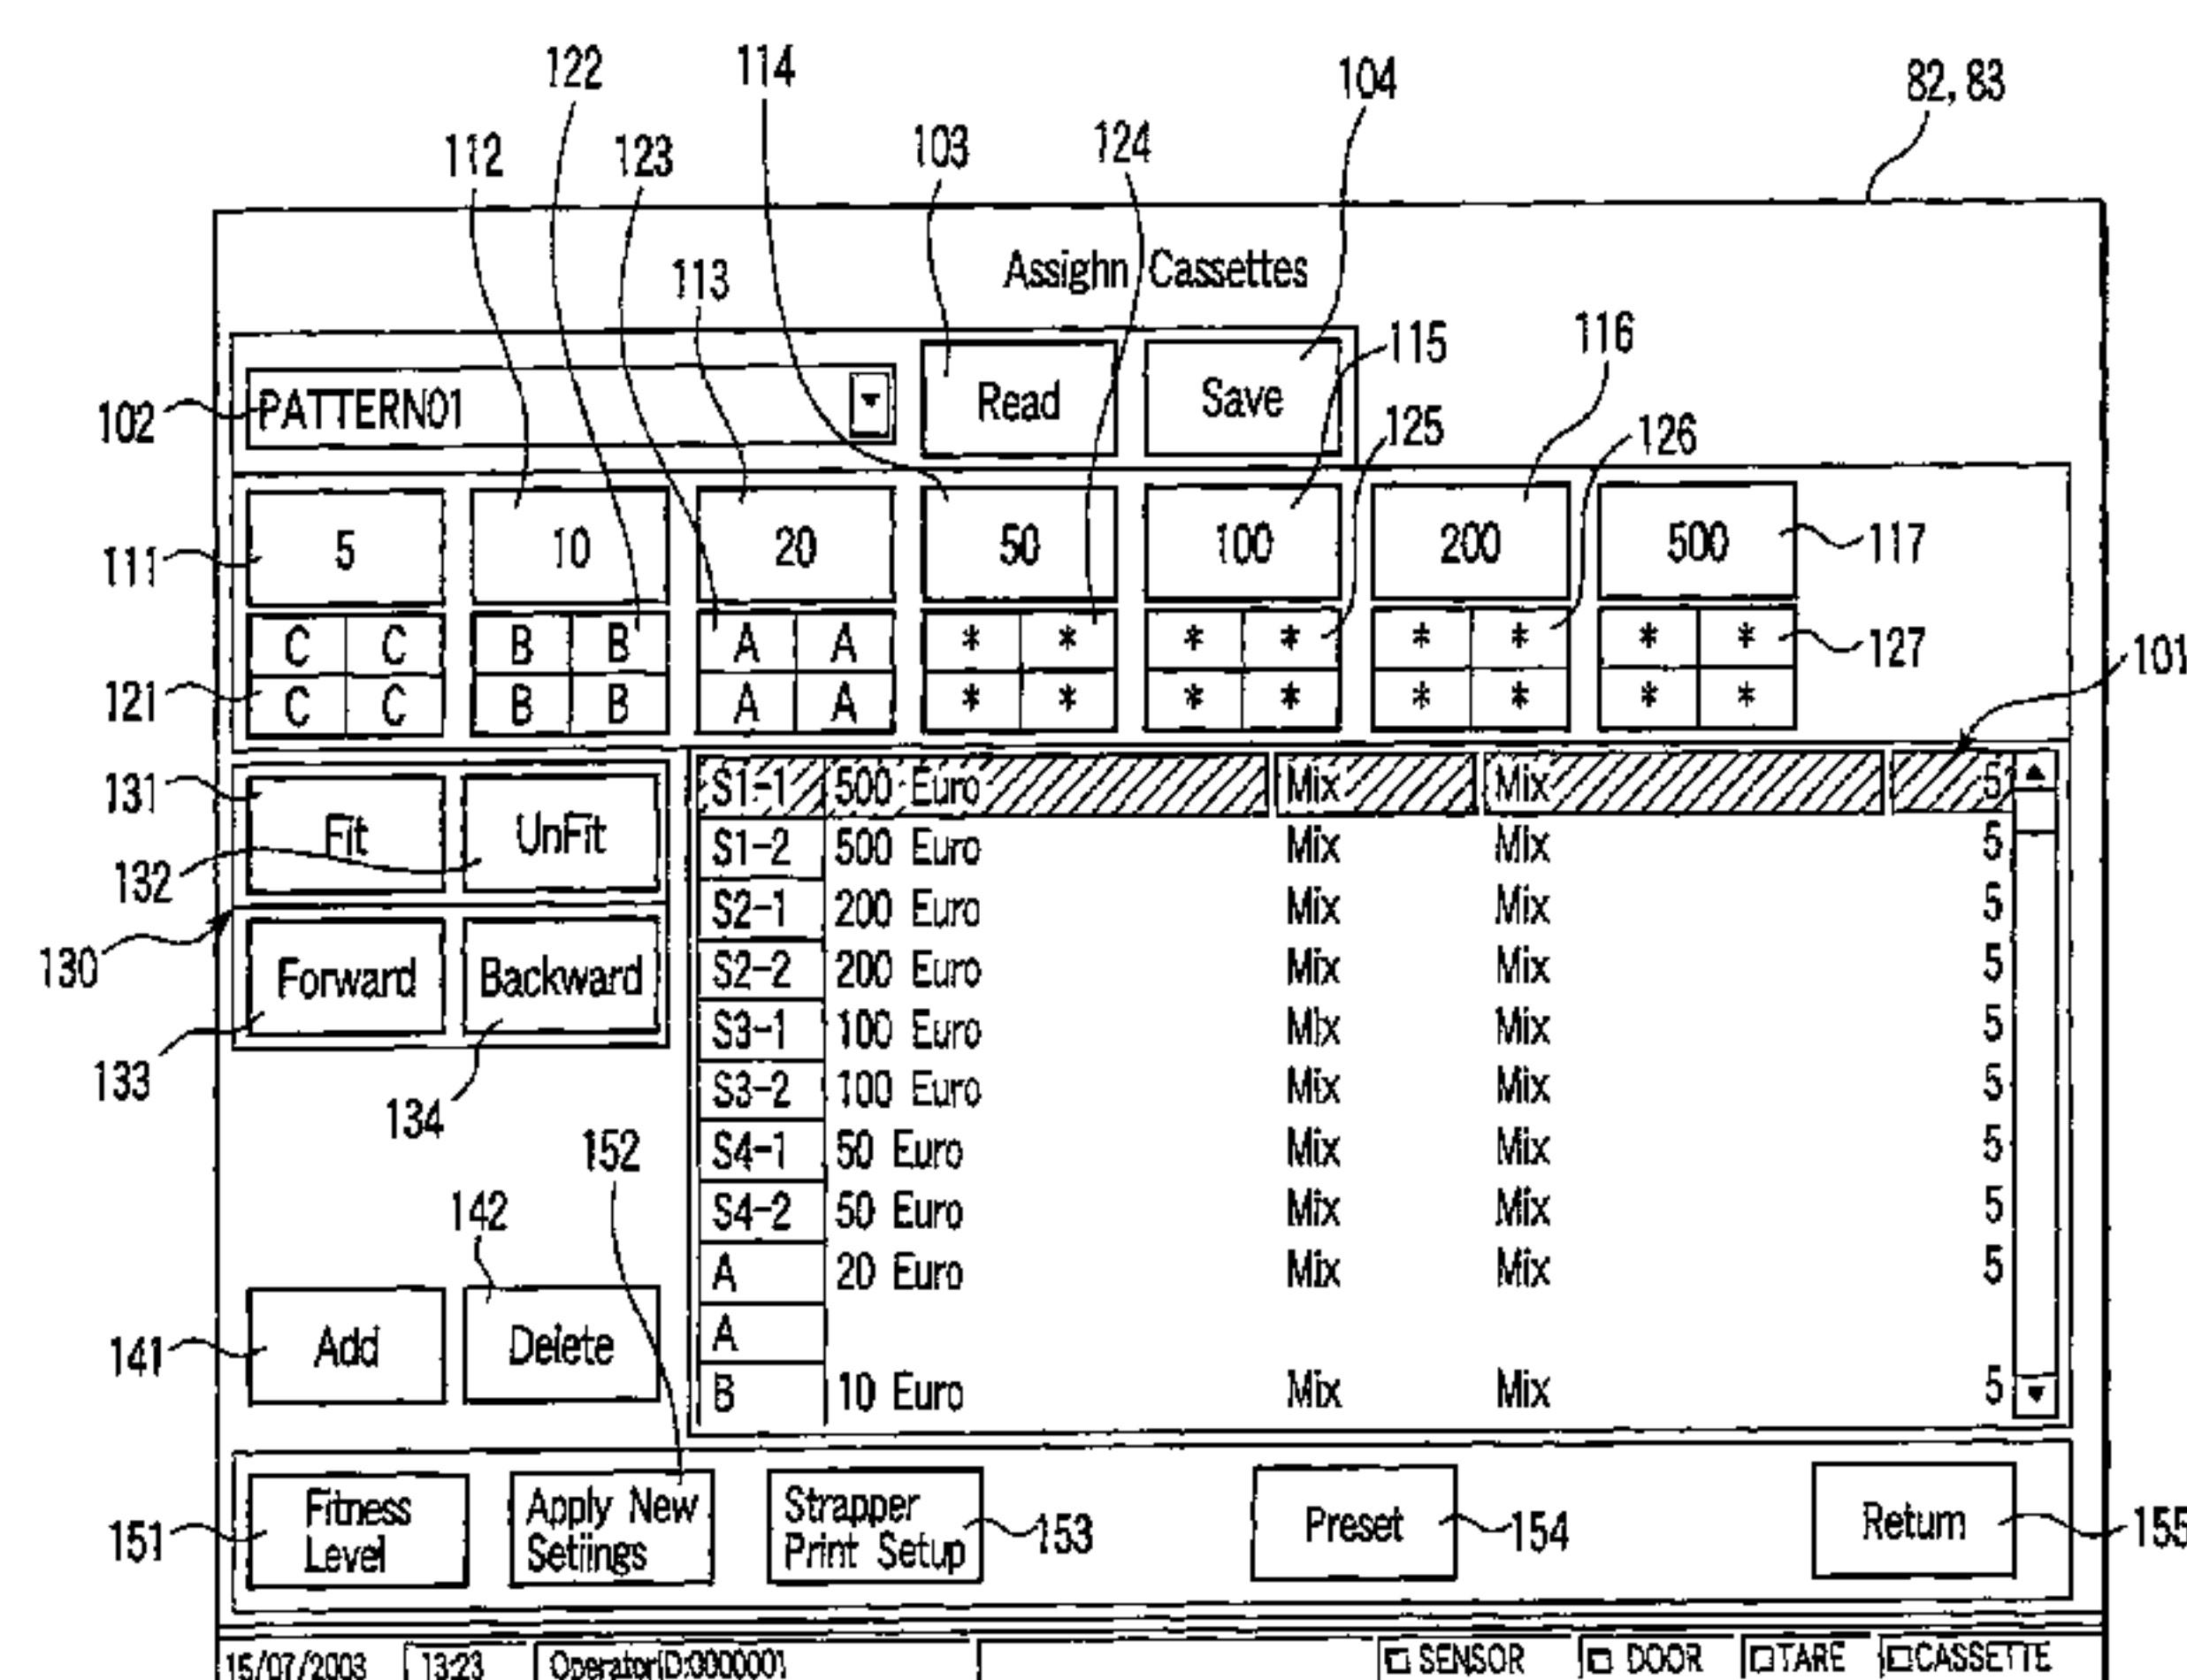 122 114 104 82, 83
112 123 103 124
113 Assighn Cassettes
115 116
102 PATTERN01 Read Save
125 126
111 5 10 20 50 100 200 500 117
C C B B A A * * * * * * * * 127
101
121 C C B B A A * * * * * * * *
131 Fit UnFit
132
130
Forward Backward
133
134
S1-1 500 Euro Mix Mix 5
S1-2 500 Euro Mix Mix 5
S2-1 200 Euro Mix Mix 5
S2-2 200 Euro Mix Mix 5
S3-1 100 Euro Mix Mix 5
S3-2 100 Euro Mix Mix 5
S4-1 50 Euro Mix Mix 5
S4-2 50 Euro Mix Mix 5
A 20 Euro Mix Mix 5
A
B 10 Euro Mix Mix 5
152
142
141 Add Delete
151 Fitness Level
Apply New Setiings
Strapper Print Setup 153
Preset 154
Return 155
15/07/2003 13:23 Operator ID:0000001 SENSOR DOOR TARE CASSETTE